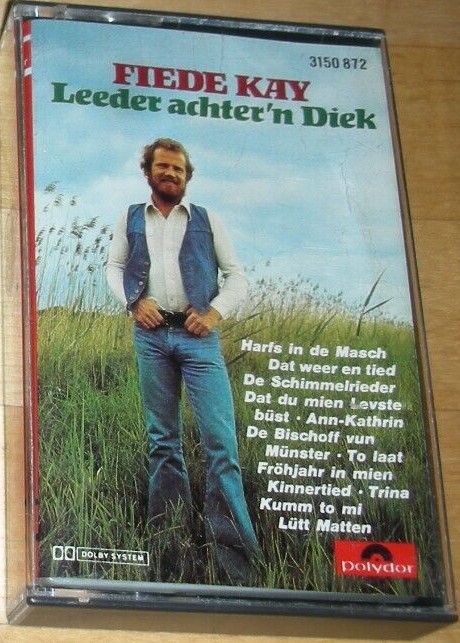 3150 872
FIEDE KAY
Leeder achter'n Diek
Harfs in de Masch
Dat weer en tied
De Schimmelrieder
Dat du mien Levste
büst · Ann-Kathrin
De Bischoff vun
Münster · To laat
Fröhjahr in mien
Kinnertied · Trina
Kumm to mi
Lütt Matten
DOLBY SYSTEM
polydor